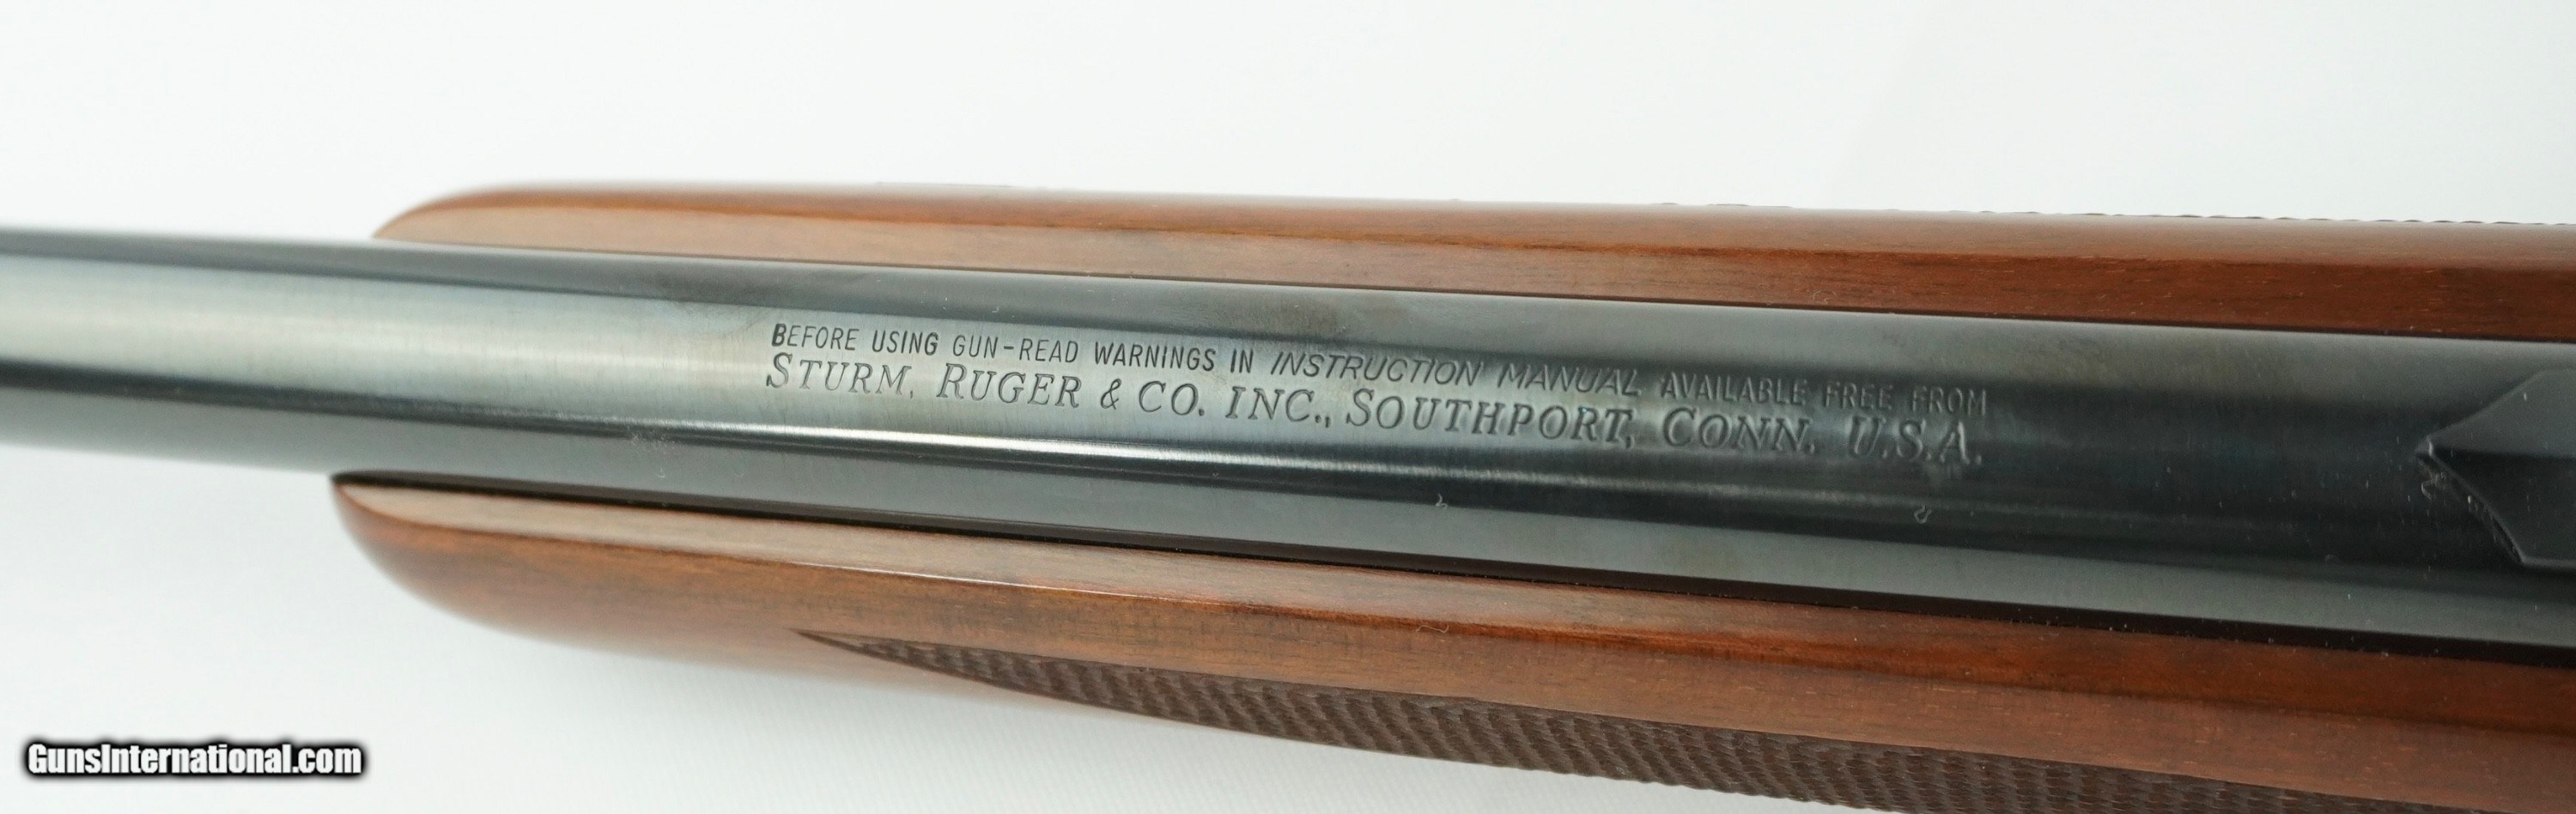 BEFORE USING GUN-READ WARNINGS IN INSTRUCTION MANUAL AVAILABLE FREE FROM
STURM, RUGER & CO. INC., SOUTHPORT, CONN. U.S.A.
GunsInternational.com